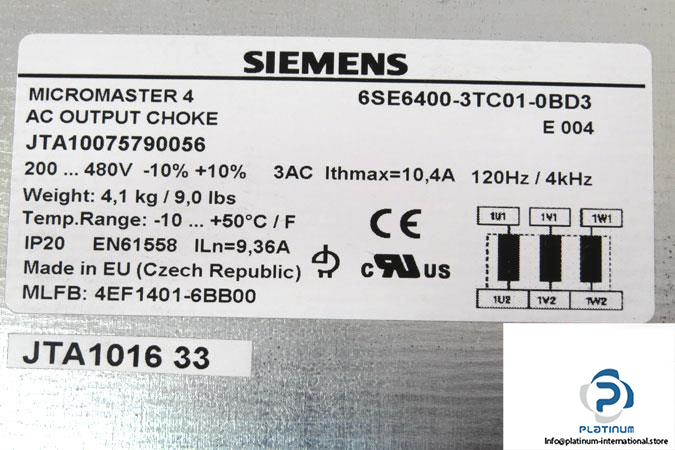 SIEMENS
MICROMASTER 4 6SE6400-3TC01-0BD3
AC OUTPUT CHOKE E 004
JTA10075790056
200 ... 480V -10% +10% 3AC Ithmax=10,4A 120Hz / 4kHz
Weight: 4,1 kg / 9,0 lbs
Temp.Range: -10 ... +50°C / F
IP20 EN61558 ILn=9,36A
Made in EU (Czech Republic)
MLFB: 4EF1401-6BB00
CE
c RU US
1U1 1V1 1W1
1U2 1V2 1W2
JTA1016 33
PLATINUM
Info@platinum-international.store